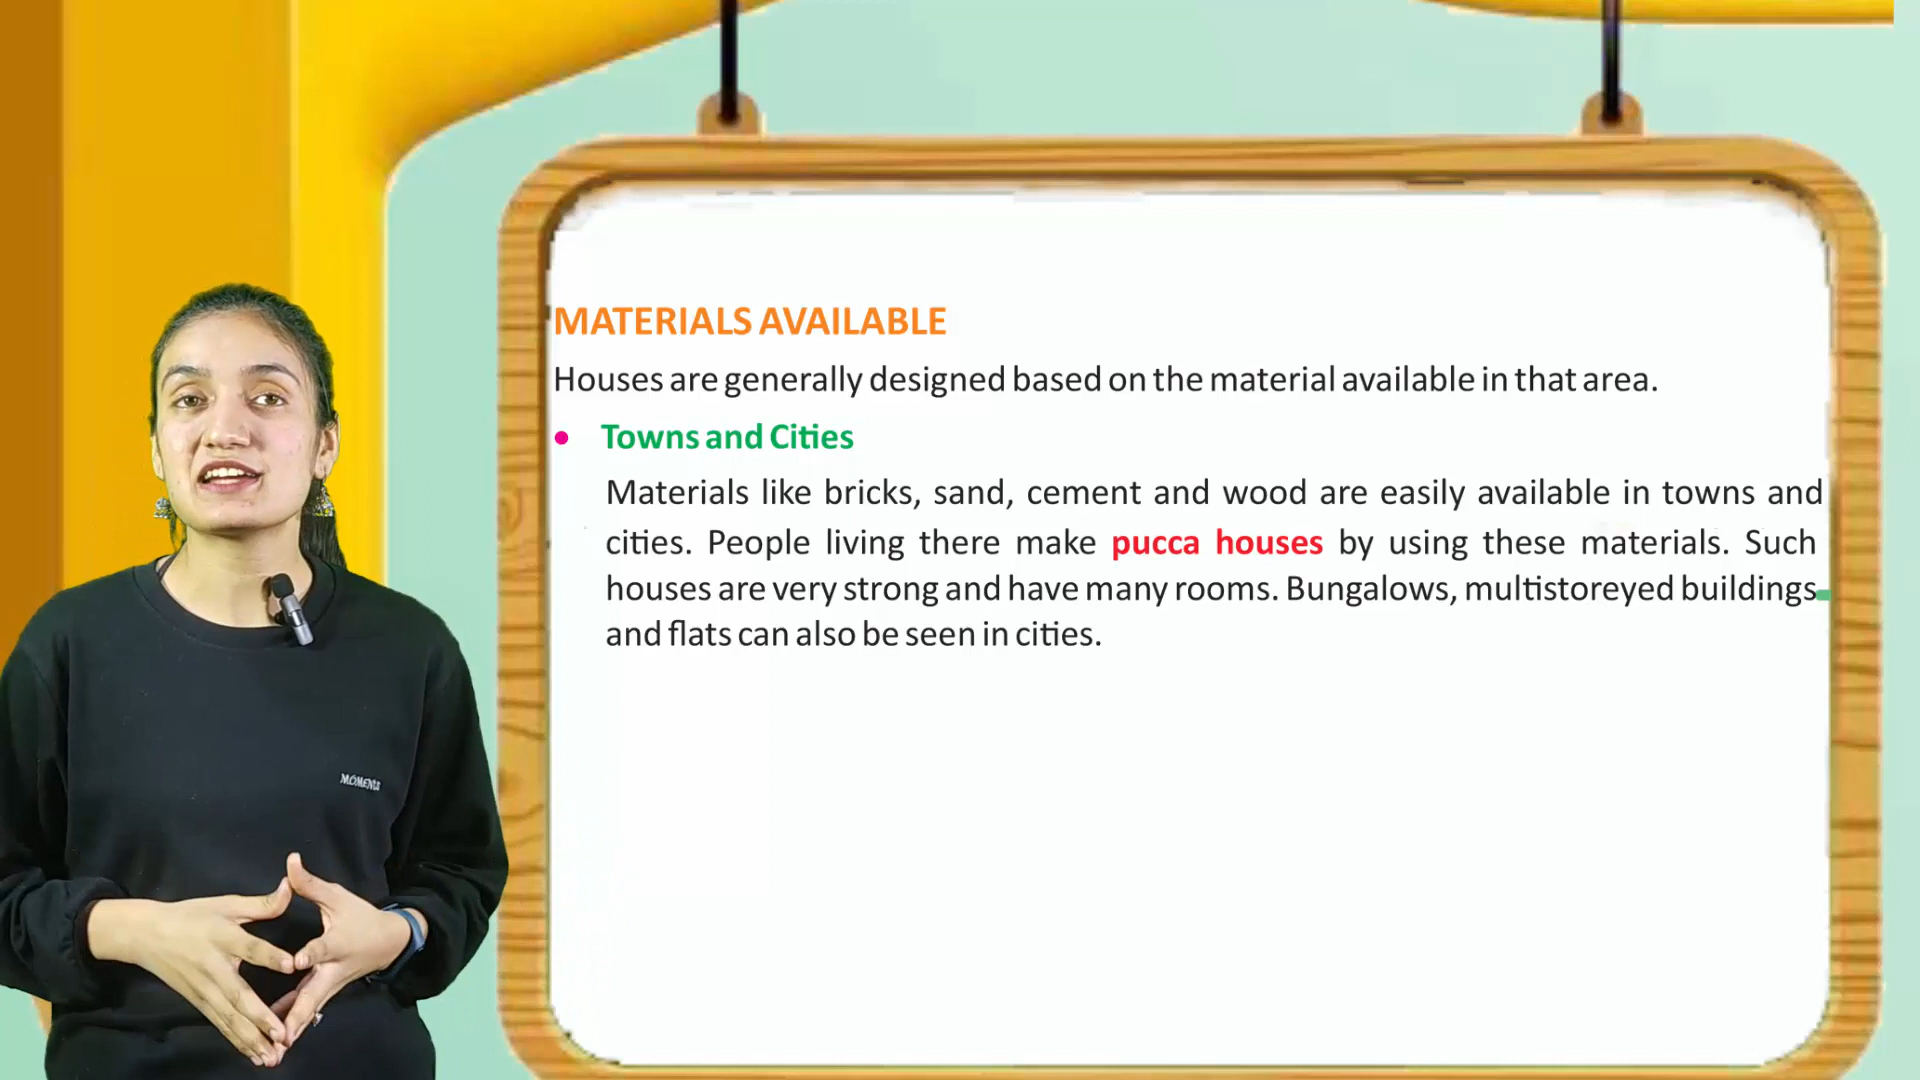 MATERIALS AVAILABLE
Houses are generally designed based on the material available in that area.
• Towns and Cities
Materials like bricks, sand, cement and wood are easily available in towns and
cities. People living there make pucca houses by using these materials. Such
houses are very strong and have many rooms. Bungalows, multistoreyed buildings
and flats can also be seen in cities.
MOMENTS